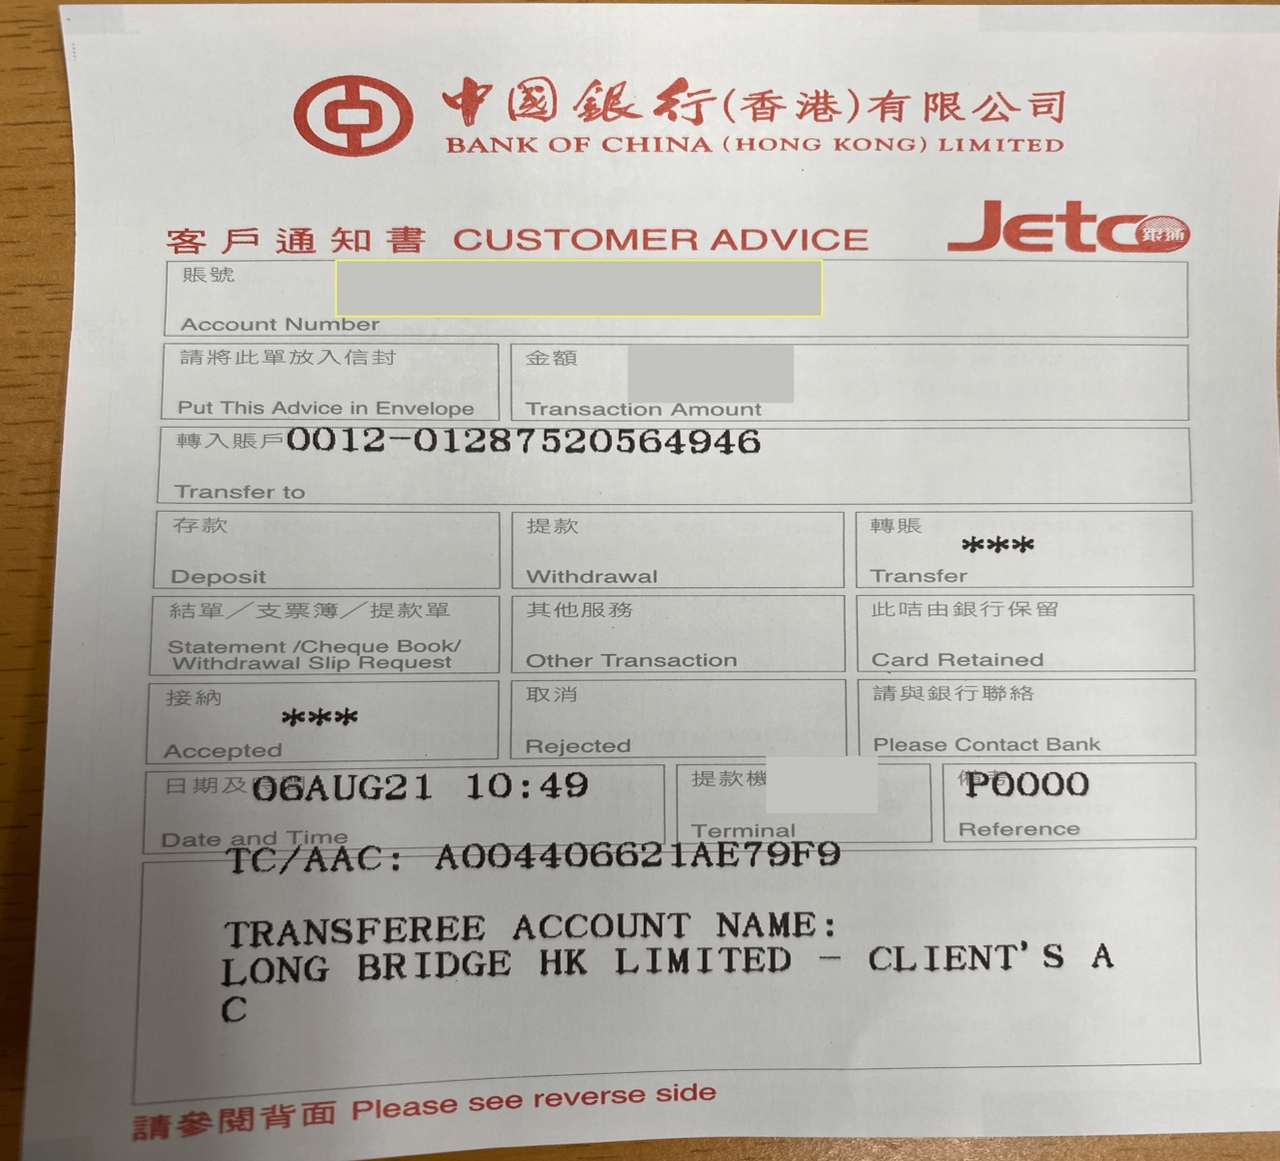 中國銀行(香港)有限公司
BANK OF CHINA (HONG KONG) LIMITED
Jetco 銀通
客戶通知書 CUSTOMER ADVICE
賬號
Account Number
請將此單放入信封
Put This Advice in Envelope
金額
Transaction Amount
轉入賬戶 0012-01287520564946
Transfer to
存款
Deposit
提款
Withdrawal
轉賬
***
Transfer
結單／支票簿／提款單
Statement /Cheque Book/
Withdrawal Slip Request
其他服務
Other Transaction
此咭由銀行保留
Card Retained
接納
***
Accepted
取消
Rejected
請與銀行聯絡
Please Contact Bank
日期及時間 06AUG21 10:49
Date and Time
提款機
Terminal
備考 P0000
Reference
TC/AAC: A004406621AE79F9
TRANSFEREE ACCOUNT NAME:
LONG BRIDGE HK LIMITED - CLIENT'S A
C
請參閱背面 Please see reverse side